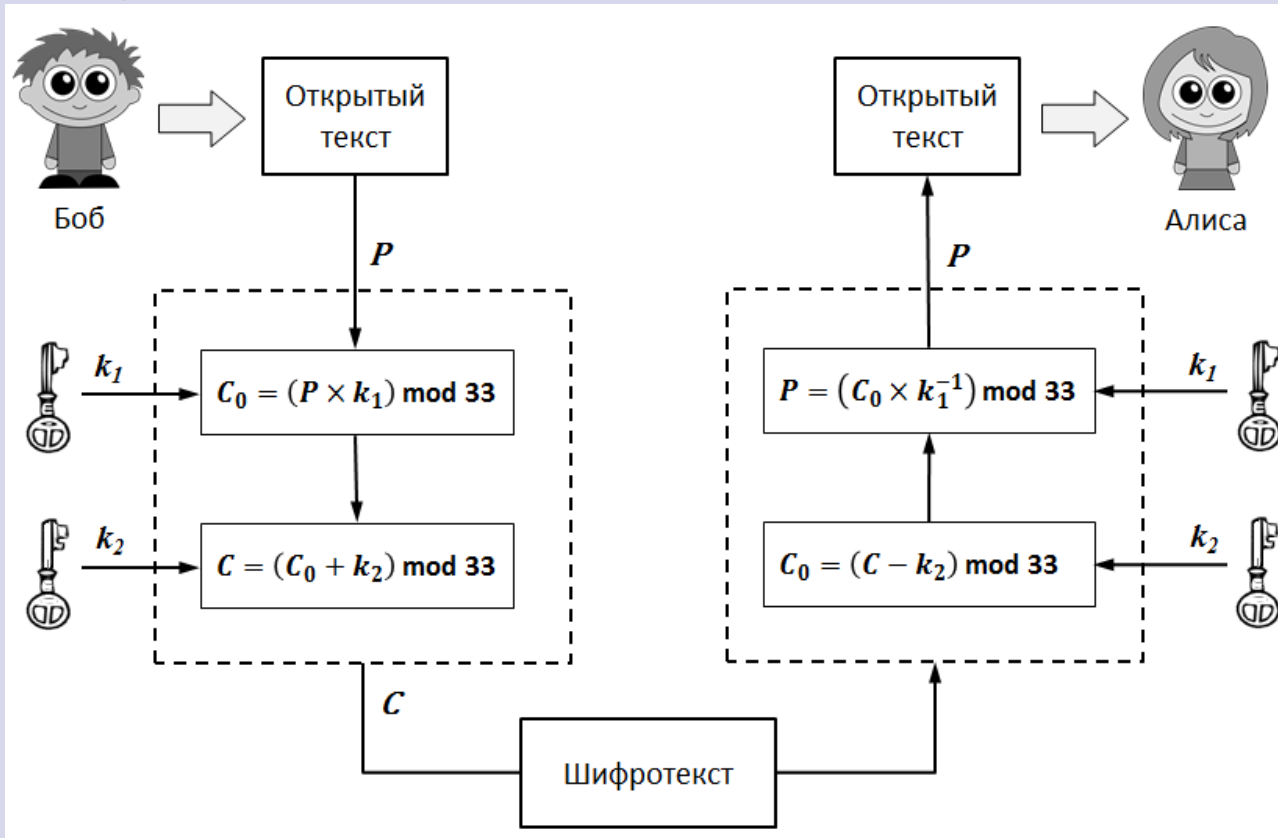 Открытый
текст
Боб
P
k₁
C₀ = (P × k₁) mod 33
k₂
C = (C₀ + k₂) mod 33
C
Шифротекст
Открытый
текст
Алиса
P
P = (C₀ × k₁⁻¹) mod 33
k₁
C₀ = (C − k₂) mod 33
k₂